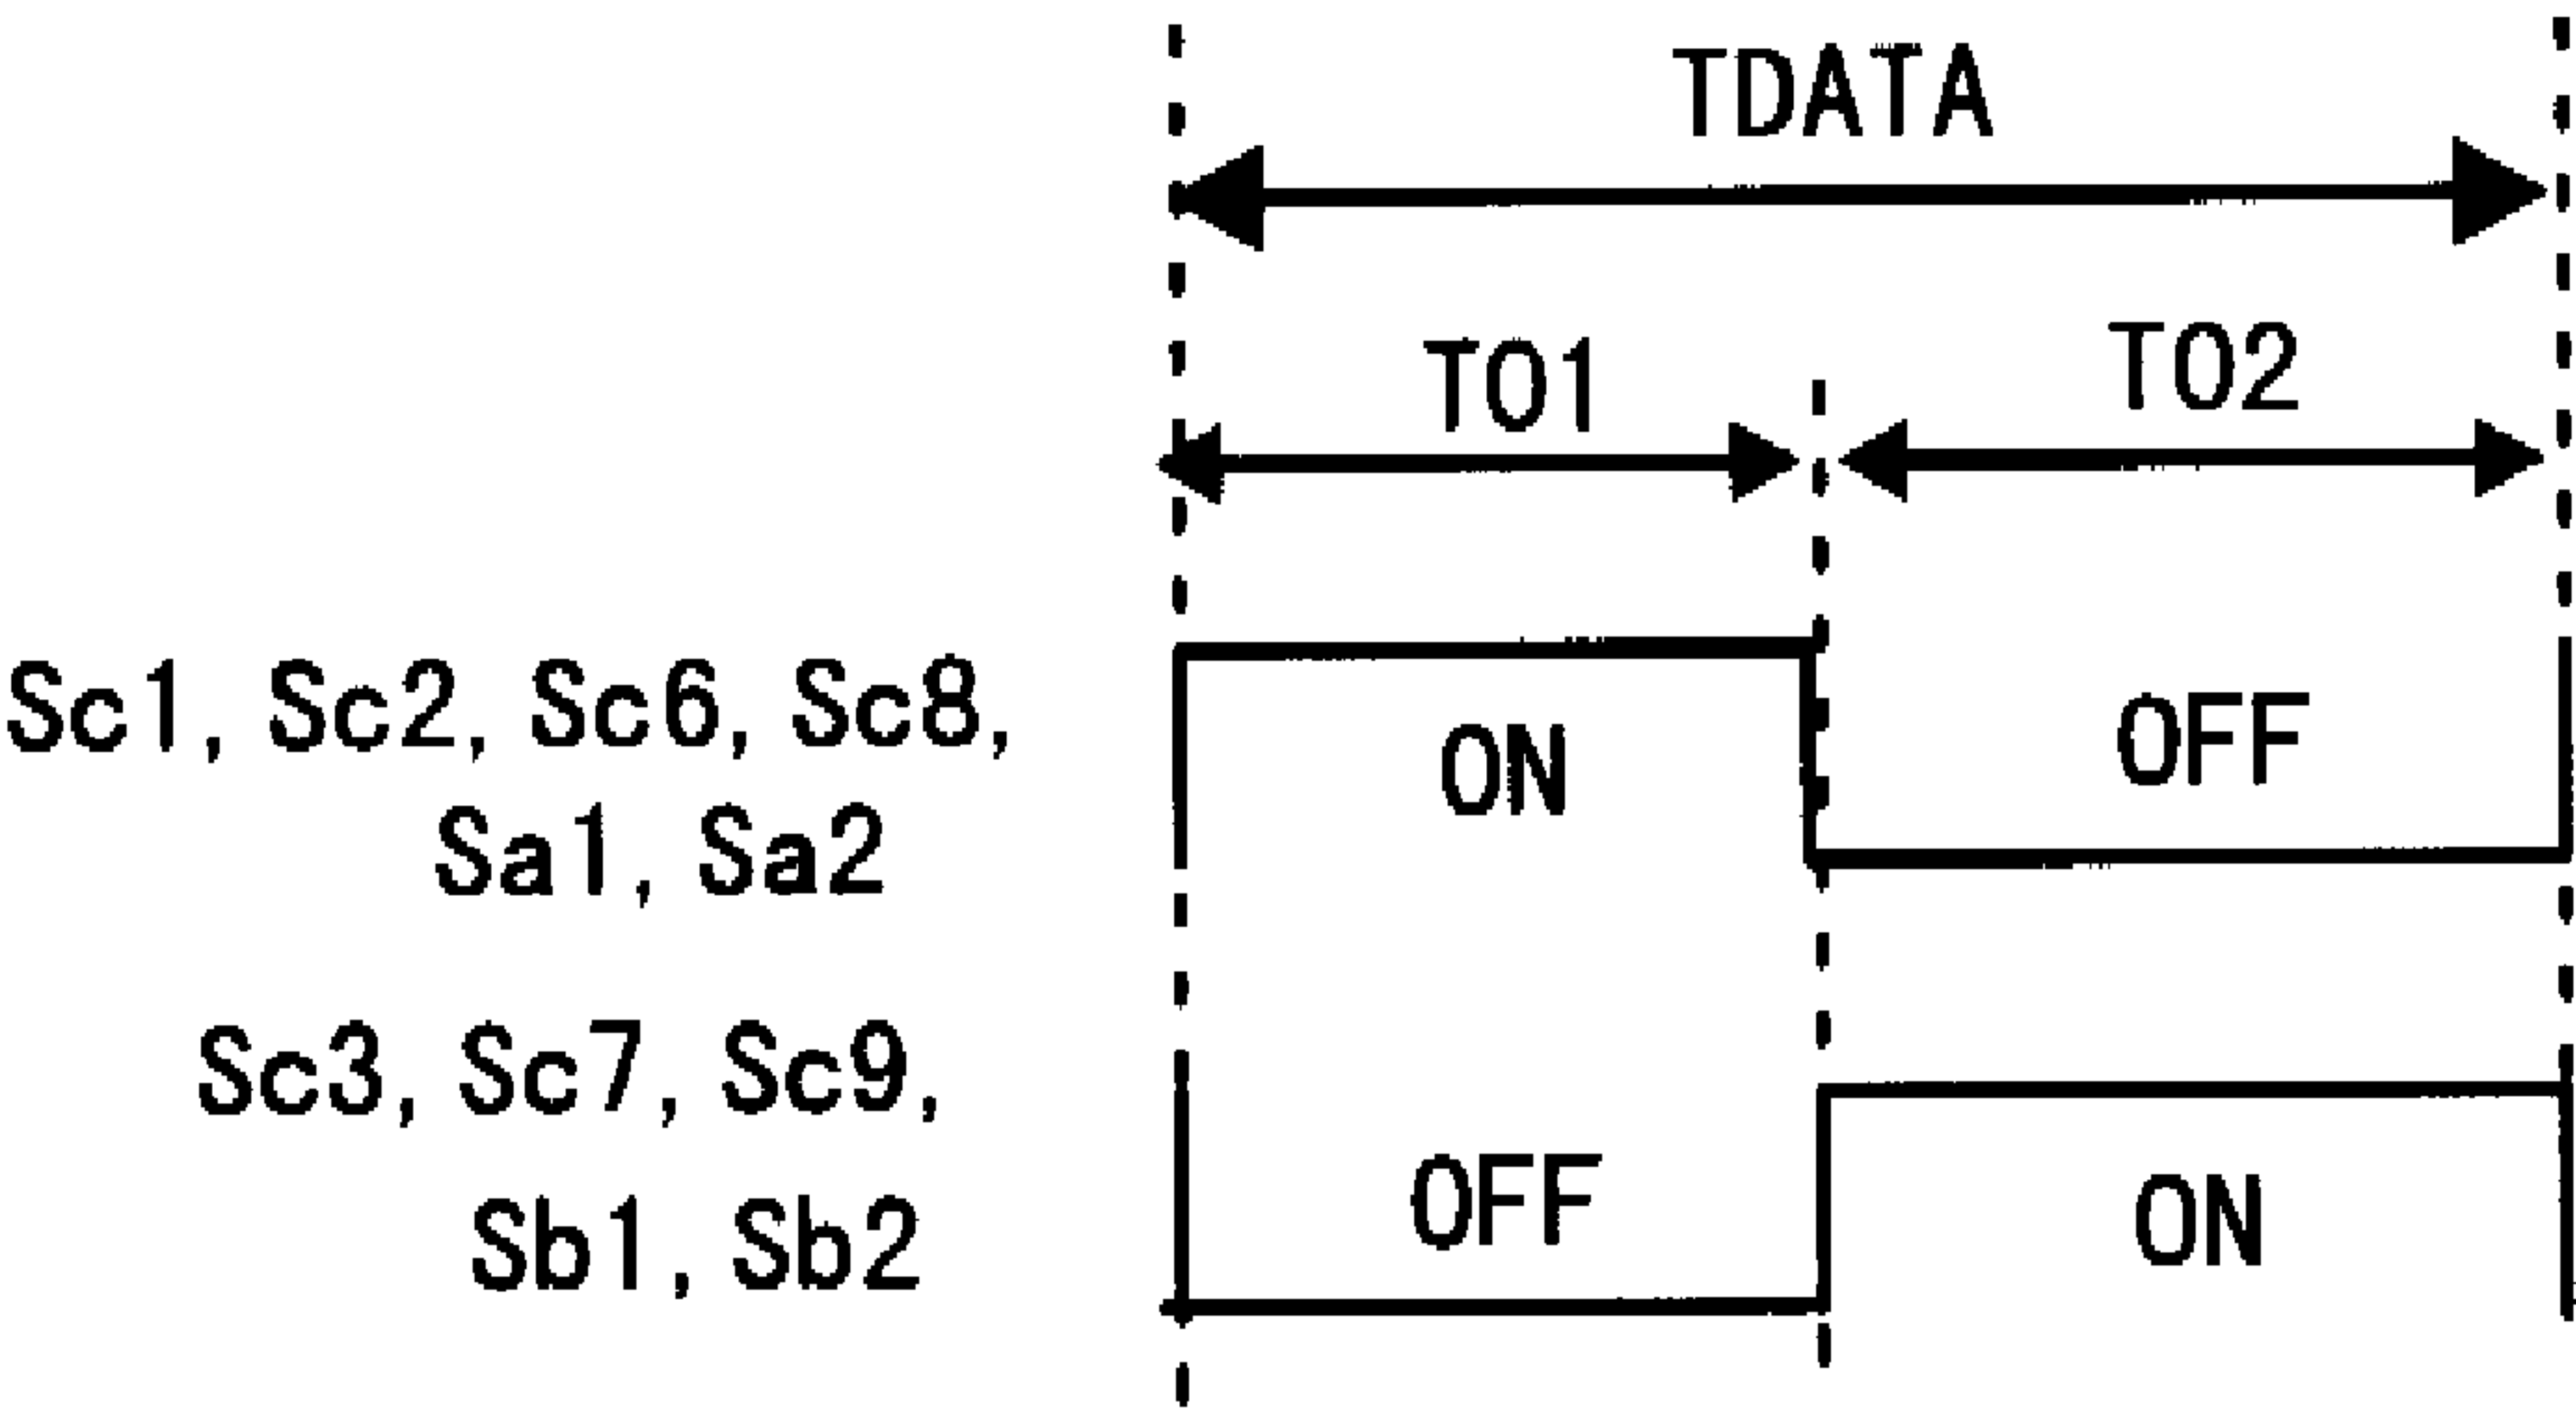 TDATA
TO1
TO2
Sc1, Sc2, Sc6, Sc8,
Sa1, Sa2
ON
OFF
Sc3, Sc7, Sc9,
Sb1, Sb2
OFF
ON